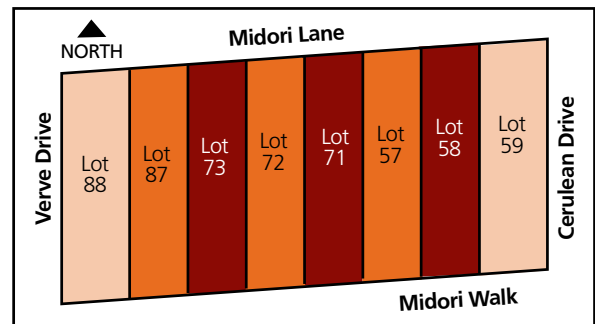 NORTH
Midori Lane
Verve Drive
Lot
88
Lot
87
Lot
73
Lot
72
Lot
71
Lot
57
Lot
58
Lot
59
Cerulean Drive
Midori Walk